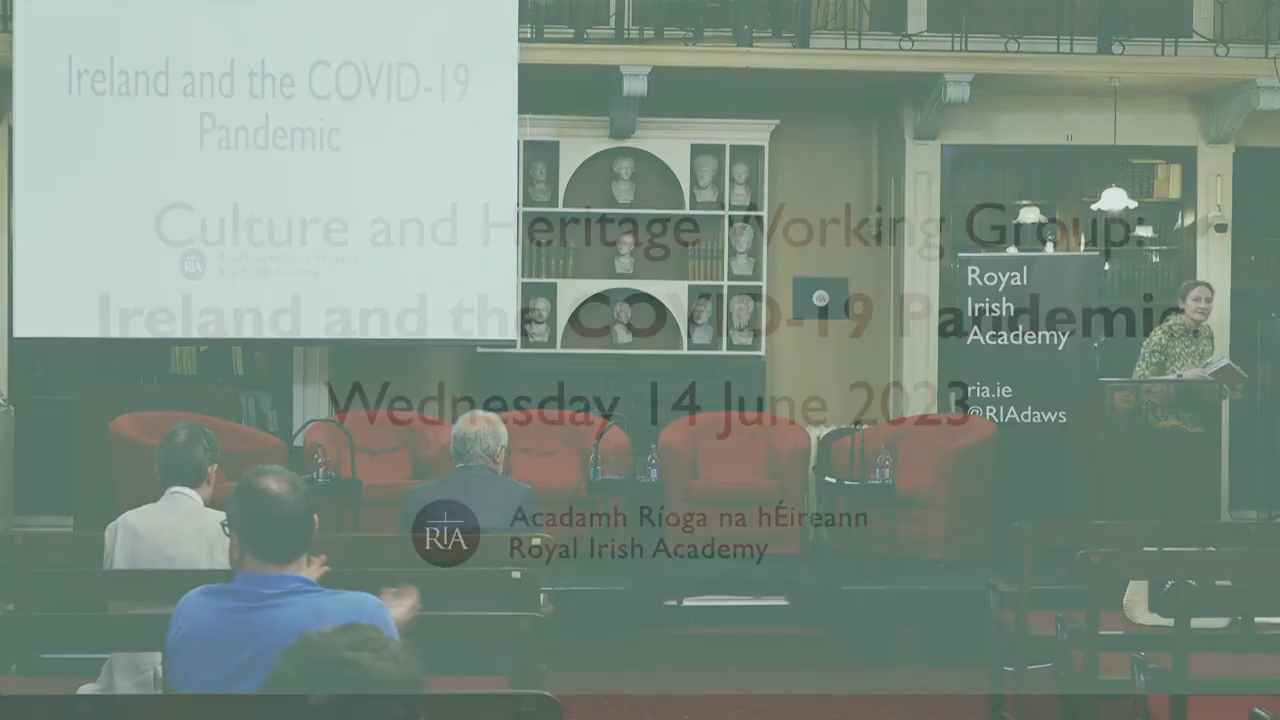 Ireland and the COVID-19
Pandemic
RIA
Culture and Heritage Working Group:
Ireland and the COVID-19 Pandemic
Wednesday 14 June 2023
RIA
Acadamh Ríoga na hÉireann
Royal Irish Academy
Royal
Irish
Academy
ria.ie
@RIAdaws